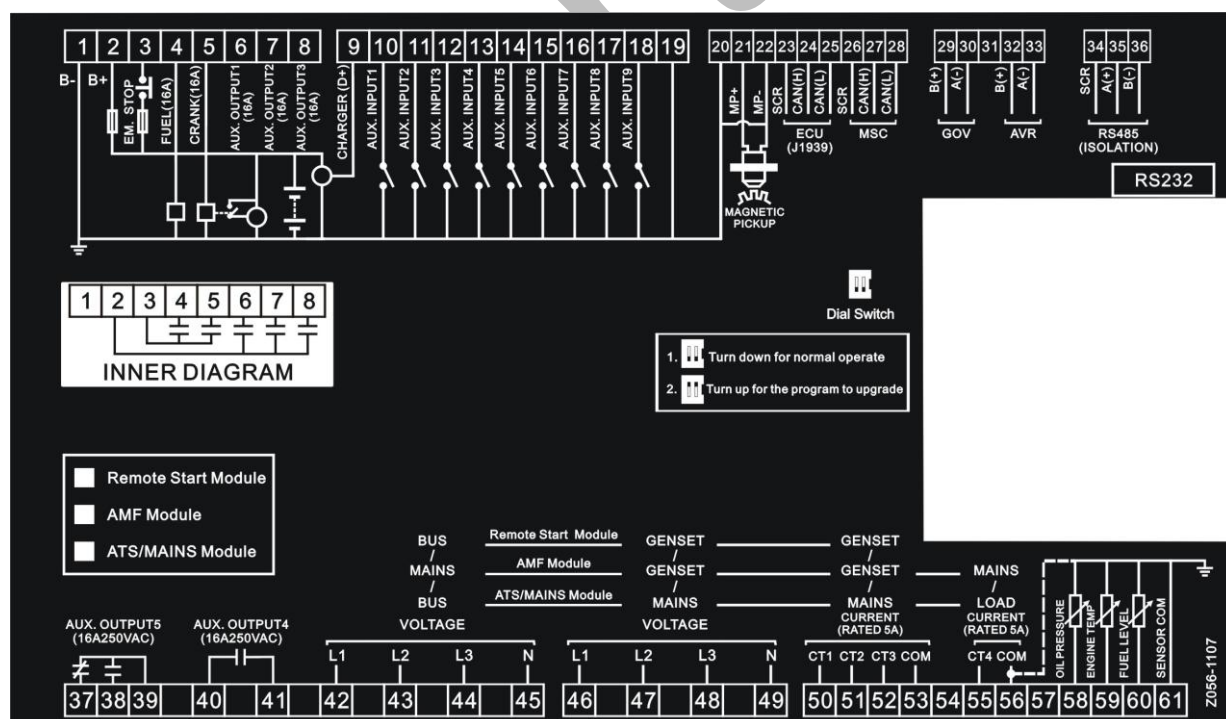 1 2 3 4 5 6 7 8 9 10 11 12 13 14 15 16 17 18 19 20 21 22 23 24 25 26 27 28 29 30 31 32 33 34 35 36
B-
B+
EM. STOP
FUEL(16A)
CRANK(16A)
AUX. OUTPUT1
(16A)
AUX. OUTPUT2
(16A)
AUX. OUTPUT3
(16A)
CHARGER (D+)
AUX. INPUT1
AUX. INPUT2
AUX. INPUT3
AUX. INPUT4
AUX. INPUT5
AUX. INPUT6
AUX. INPUT7
AUX. INPUT8
AUX. INPUT9
MP+
MP-
SCR
CAN(H)
CAN(L)
SCR
CAN(H)
CAN(L)
B(+)
A(-)
B(+)
A(-)
SCR
A(+)
B(-)
ECU
(J1939)
MSC
GOV
AVR
RS485
(ISOLATION)
RS232
MAGNETIC
PICKUP
1 2 3 4 5 6 7 8
INNER DIAGRAM
Dial Switch
1. Turn down for normal operate
2. Turn up for the program to upgrade
Remote Start Module
AMF Module
ATS/MAINS Module
BUS Remote Start Module GENSET GENSET
/ / /
MAINS AMF Module GENSET GENSET MAINS
/ / / /
BUS ATS/MAINS Module MAINS MAINS LOAD
VOLTAGE VOLTAGE CURRENT CURRENT
(RATED 5A) (RATED 5A)
AUX. OUTPUT5
(16A250VAC)
AUX. OUTPUT4
(16A250VAC)
L1 L2 L3 N L1 L2 L3 N CT1 CT2 CT3 COM CT4 COM
OIL PRESSURE
ENGINE TEMP
FUEL LEVEL
SENSOR COM
37 38 39 40 41 42 43 44 45 46 47 48 49 50 51 52 53 54 55 56 57 58 59 60 61
Z056-1107